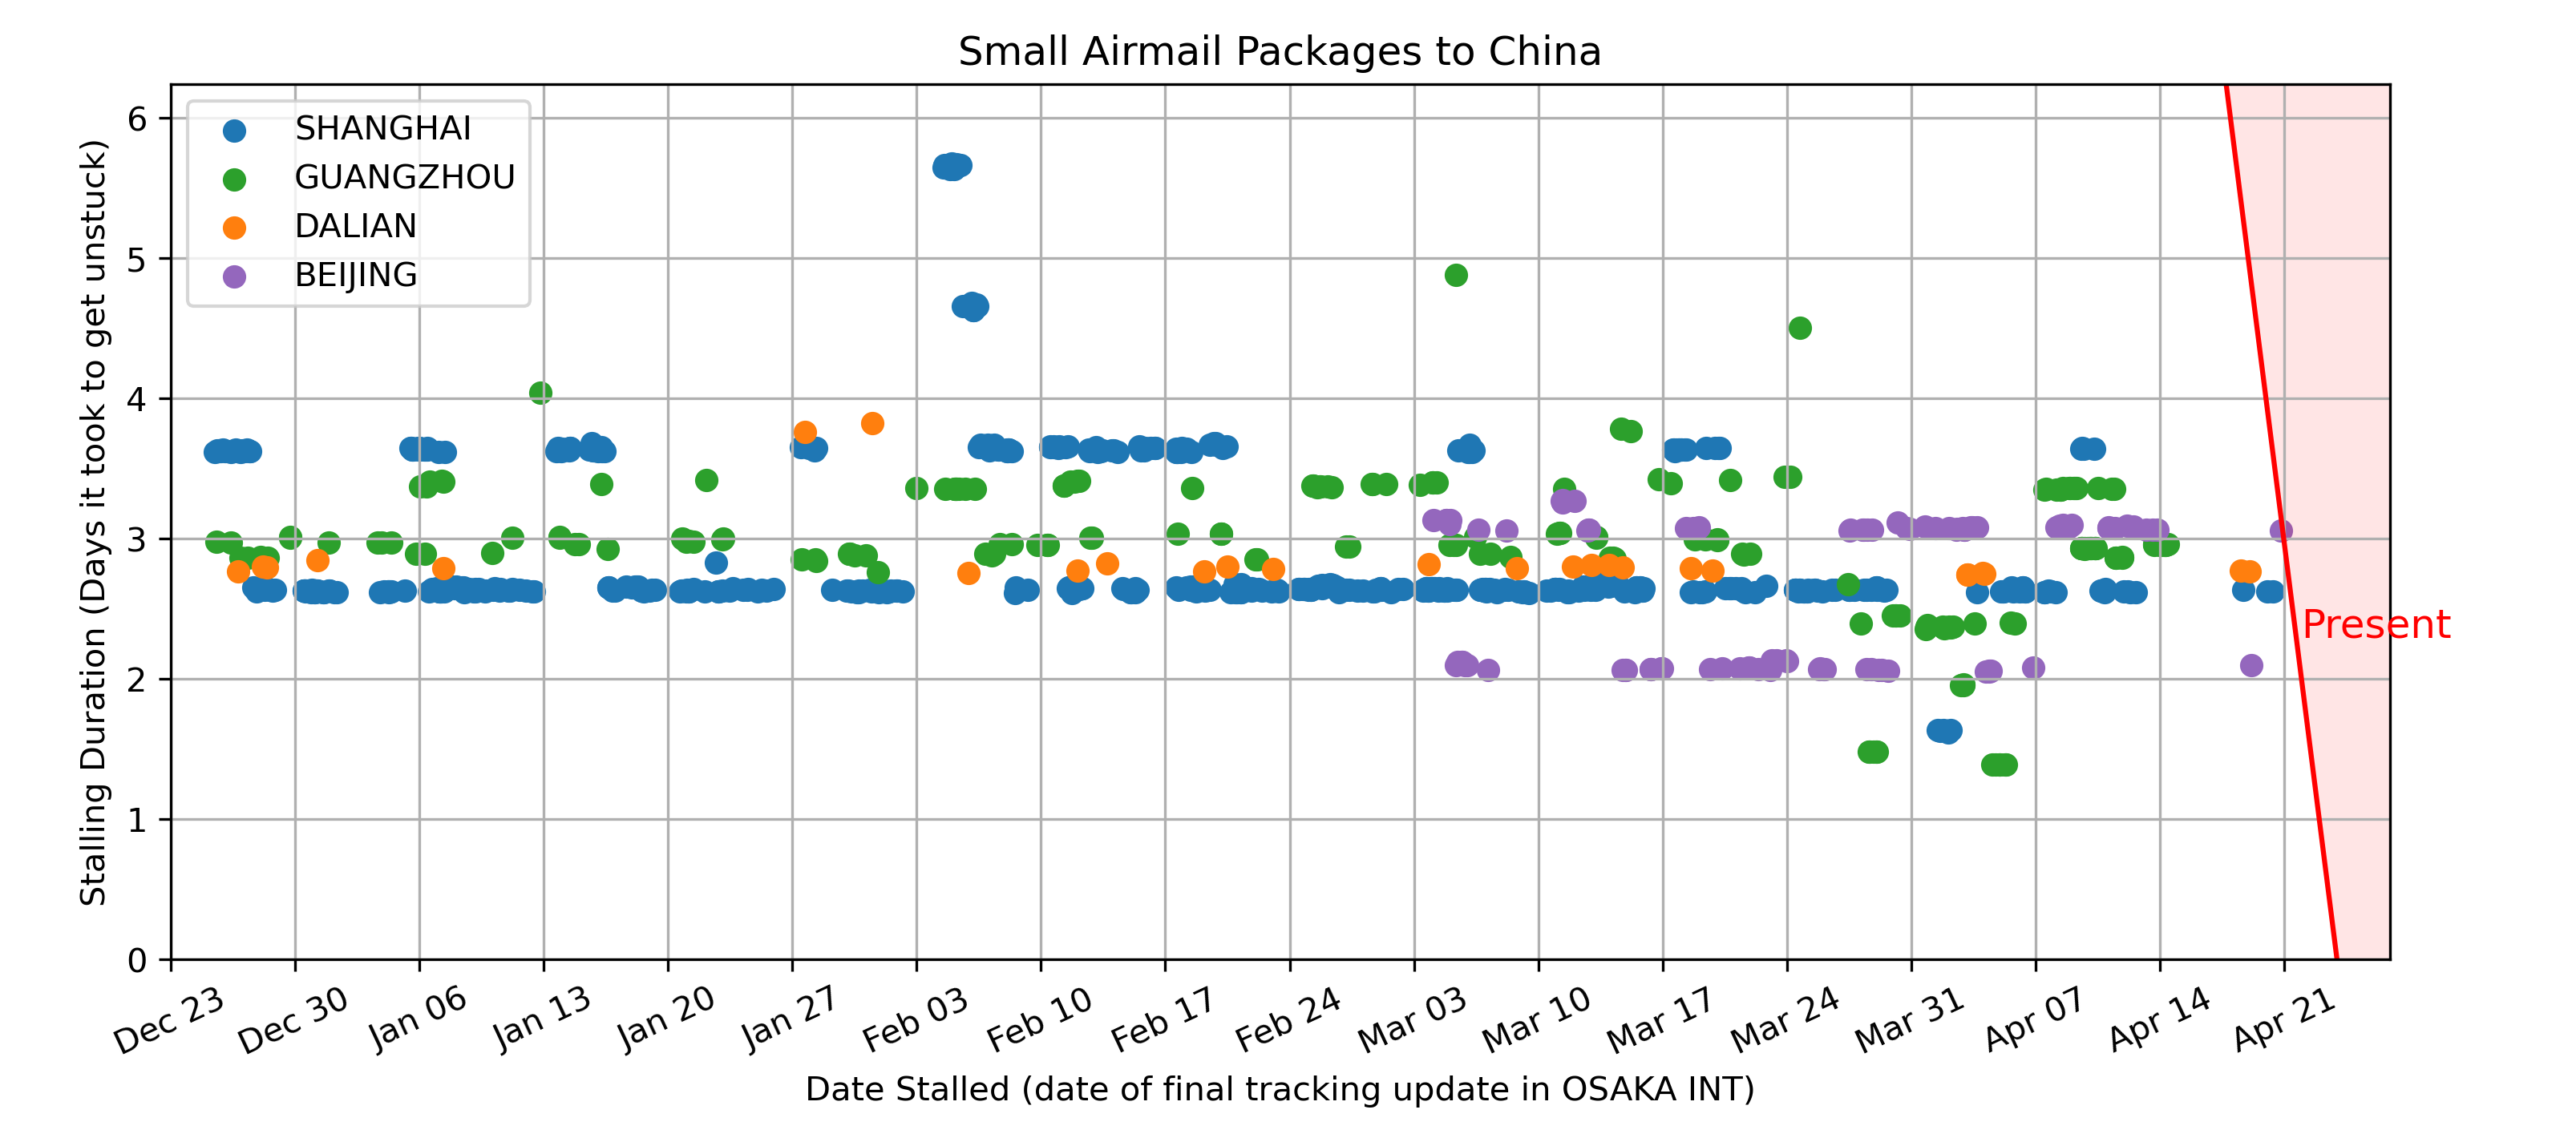 Small Airmail Packages to China
SHANGHAI
GUANGZHOU
DALIAN
BEIJING
Stalling Duration (Days it took to get unstuck)
6
5
4
3
2
1
0
Present
Dec 23
Dec 30
Jan 06
Jan 13
Jan 20
Jan 27
Feb 03
Feb 10
Feb 17
Feb 24
Mar 03
Mar 10
Mar 17
Mar 24
Mar 31
Apr 07
Apr 14
Apr 21
Date Stalled (date of final tracking update in OSAKA INT)